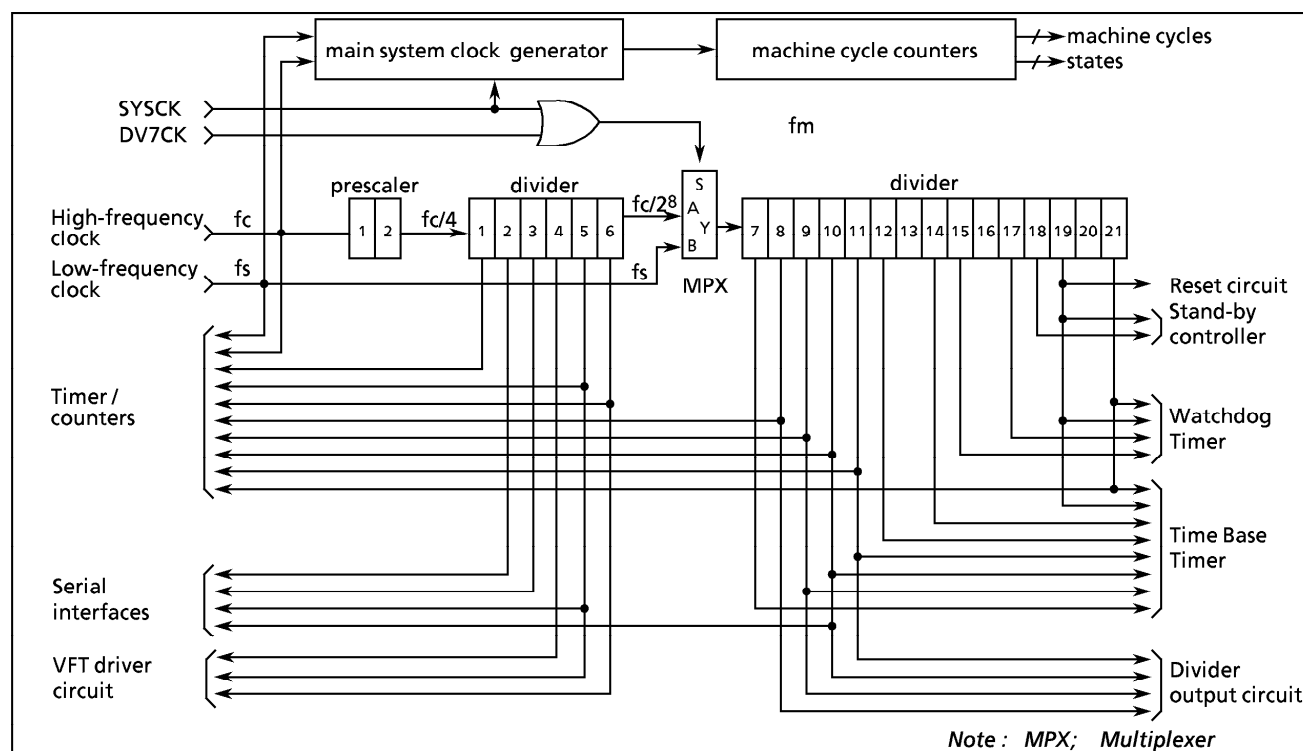 main system clock generator
machine cycle counters
machine cycles
states
SYSCK
DV7CK
fm
prescaler
divider
divider
High-frequency
clock
fc
1 2
fc/4
1 2 3 4 5 6
fc/2⁸
S
A
Y
B
7 8 9 10 11 12 13 14 15 16 17 18 19 20 21
Low-frequency
clock
fs
fs
MPX
Reset circuit
Stand-by
controller
Timer /
counters
Watchdog
Timer
Time Base
Timer
Serial
interfaces
VFT driver
circuit
Divider
output circuit
Note : MPX; Multiplexer